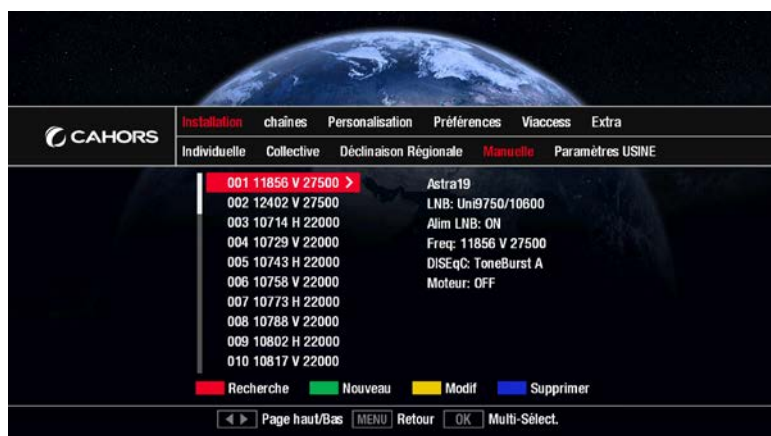 CAHORS
Installation chaînes Personalisation Préférences Viaccess Extra
Individuelle Collective Déclinaison Régionale Manuelle Paramètres USINE
001 11856 V 27500 > Astra19
002 12402 V 27500 LNB: Uni9750/10600
003 10714 H 22000 Alim LNB: ON
004 10729 V 22000 Freq: 11856 V 27500
005 10743 H 22000 DISEqC: ToneBurst A
006 10758 V 22000 Moteur: OFF
007 10773 H 22000
008 10788 V 22000
009 10802 H 22000
010 10817 V 22000
Recherche Nouveau Modif Supprimer
Page haut/Bas MENU Retour OK Multi-Sélect.